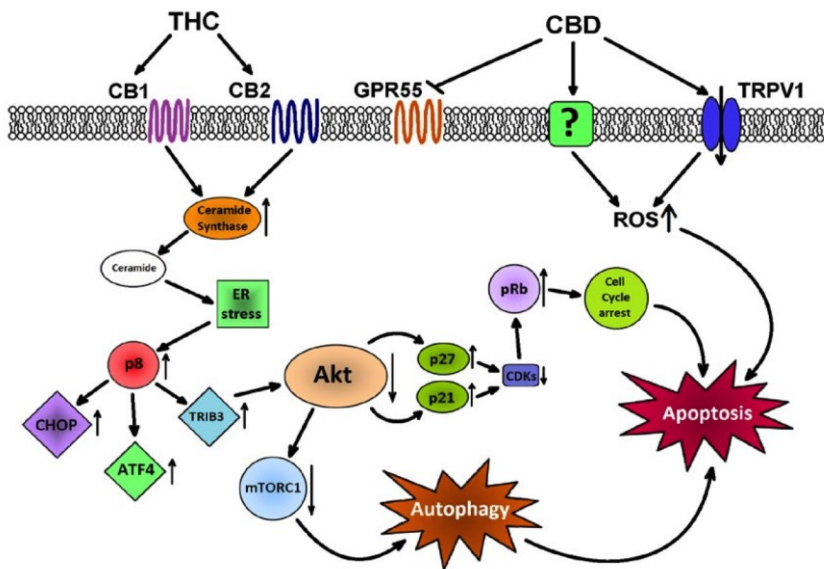 THC
CBD
CB1
CB2
GPR55
TRPV1
?
Ceramide
Synthase
ROS
Ceramide
ER
stress
pRb
Cell
Cycle
arrest
p8
Akt
p27
CDKs
p21
CHOP
TRIB3
Apoptosis
ATF4
mTORC1
Autophagy